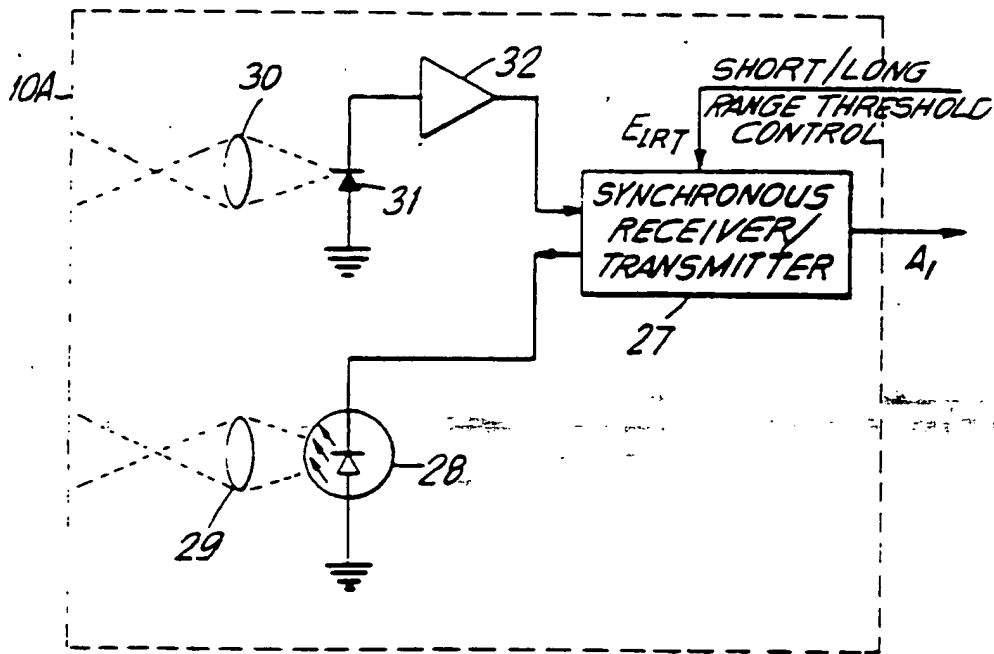 32
SHORT/LONG
RANGE THRESHOLD
CONTROL
10A
30
EIRT
31
SYNCHRONOUS
RECEIVER/
TRANSMITTER
A1
27
28
29